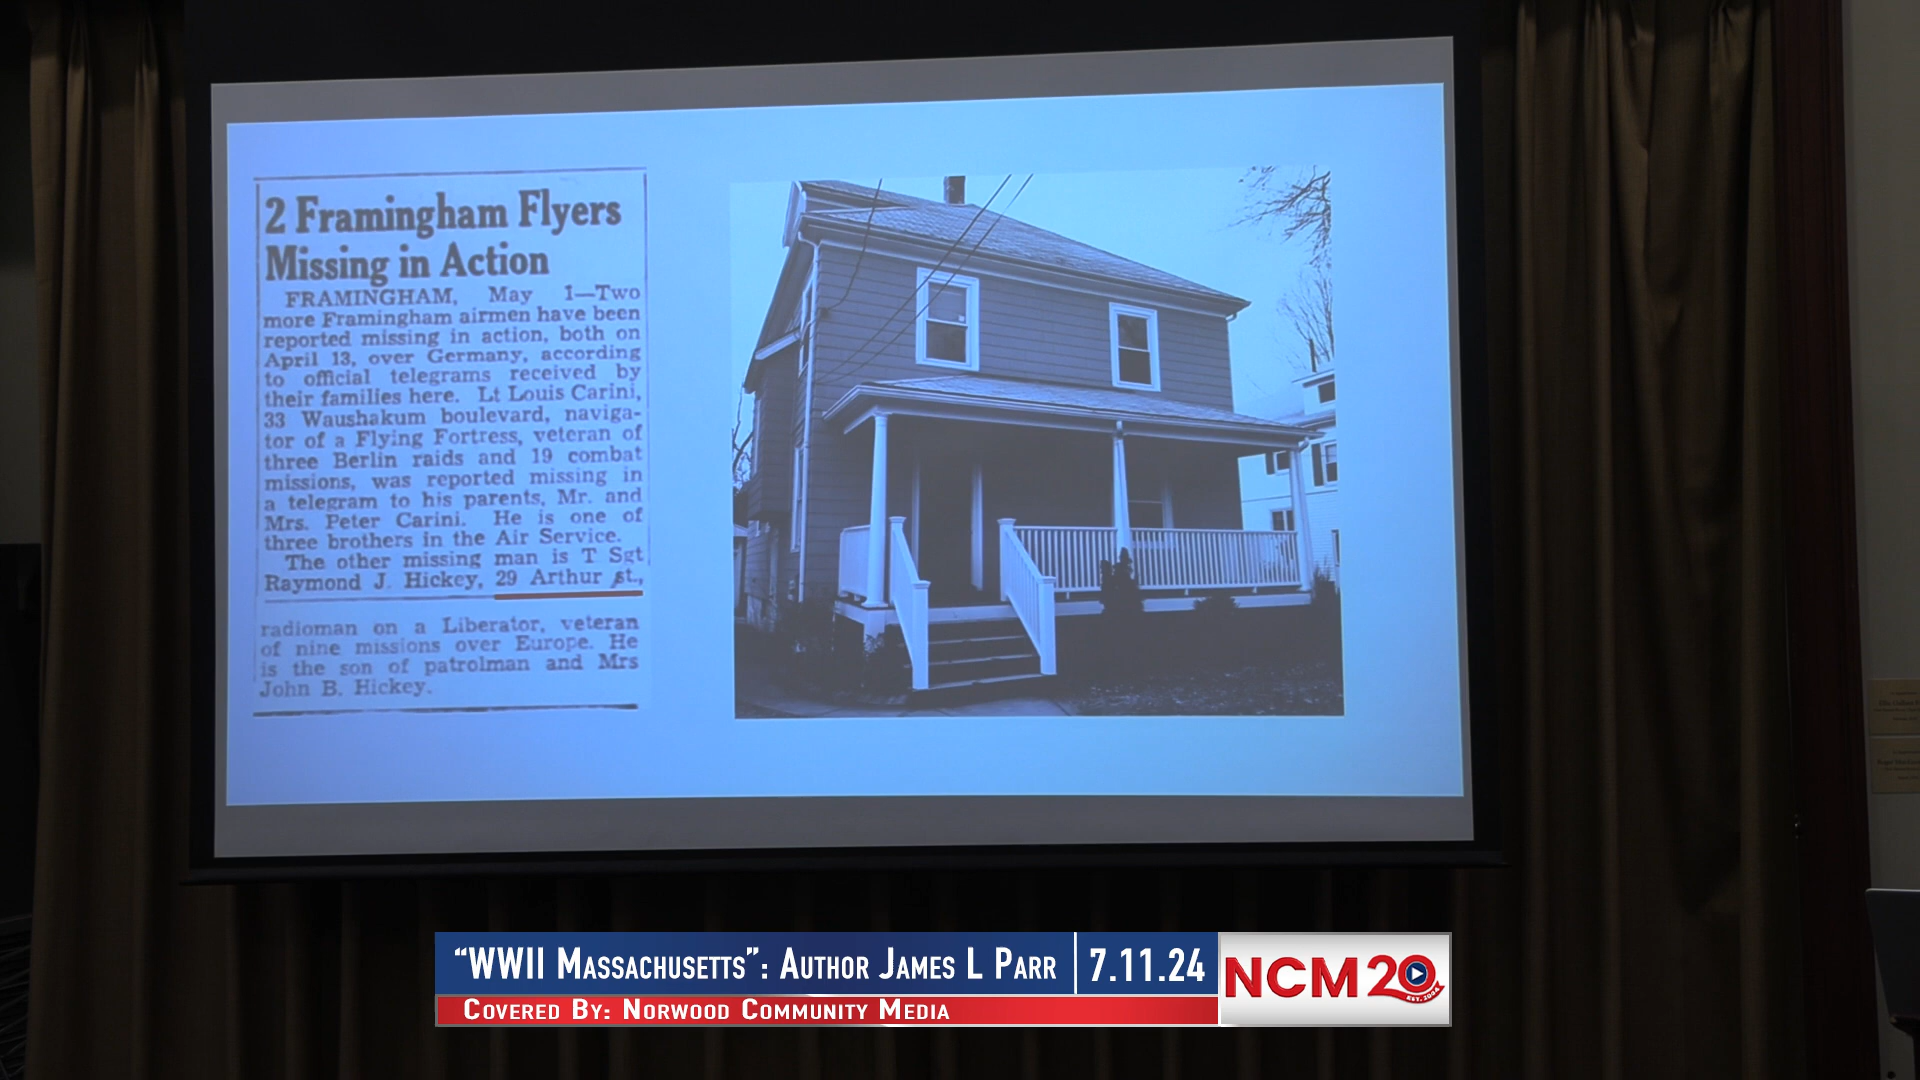 2 Framingham Flyers
Missing in Action
FRAMINGHAM, May 1—Two
more Framingham airmen have been
reported missing in action, both on
April 13, over Germany, according
to official telegrams received by
their families here. Lt Louis Carini,
33 Waushakum boulevard, naviga-
tor of a Flying Fortress, veteran of
three Berlin raids and 19 combat
missions, was reported missing in
a telegram to his parents, Mr. and
Mrs. Peter Carini. He is one of
three brothers in the Air Service.
The other missing man is T Sgt
Raymond J. Hickey, 29 Arthur st.,
radioman on a Liberator, veteran
of nine missions over Europe. He
is the son of patrolman and Mrs
John B. Hickey.
“WWII Massachusetts”: Author James L Parr
7.11.24
Covered By: Norwood Community Media
NCM20
EST. 2004